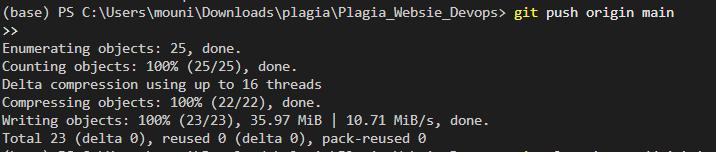 (base) PS C:\Users\mouni\Downloads\plagia\Plagia_Websie_Devops> git push origin main
>>
Enumerating objects: 25, done.
Counting objects: 100% (25/25), done.
Delta compression using up to 16 threads
Compressing objects: 100% (22/22), done.
Writing objects: 100% (23/23), 35.97 MiB | 10.71 MiB/s, done.
Total 23 (delta 0), reused 0 (delta 0), pack-reused 0